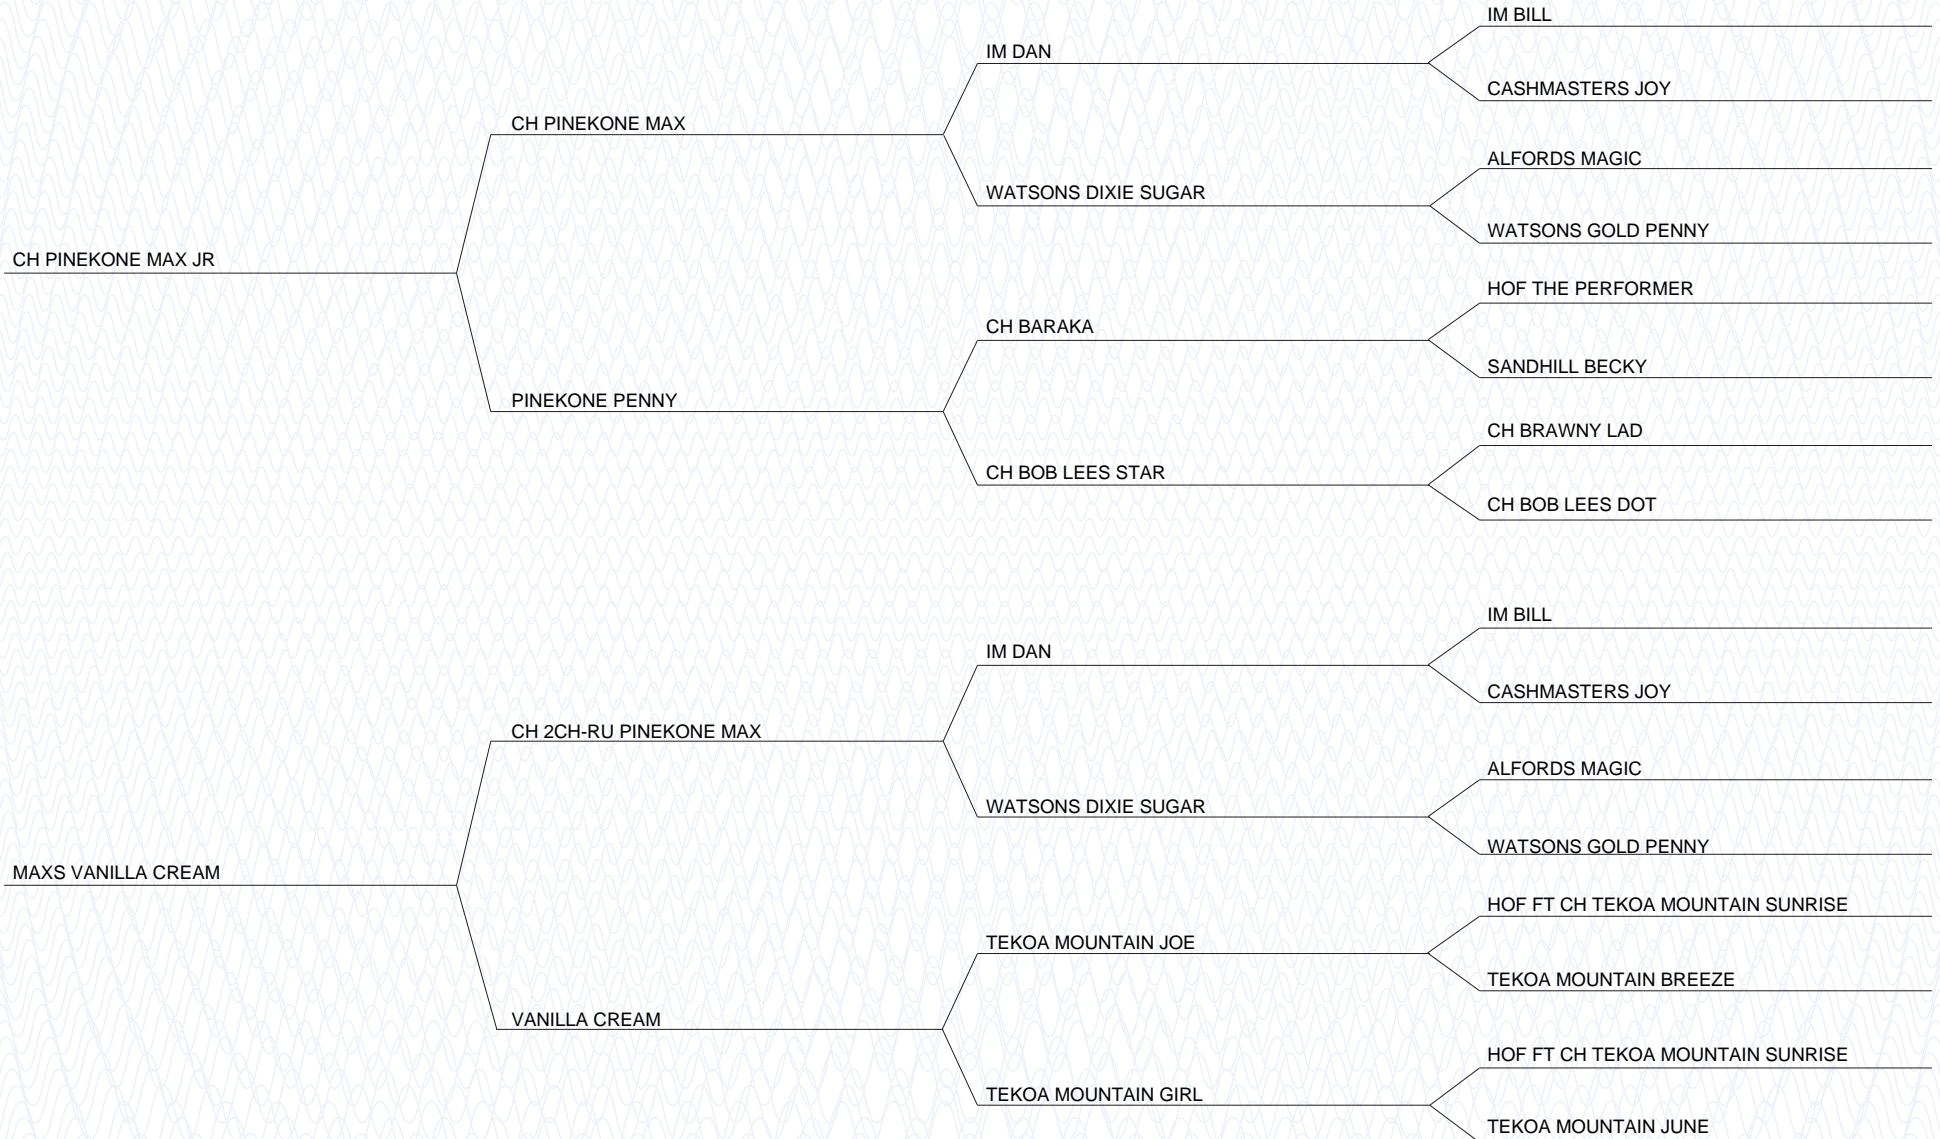 IM BILL
IM DAN
CASHMASTERS JOY
CH PINEKONE MAX
ALFORDS MAGIC
WATSONS DIXIE SUGAR
WATSONS GOLD PENNY
CH PINEKONE MAX JR
HOF THE PERFORMER
CH BARAKA
SANDHILL BECKY
PINEKONE PENNY
CH BRAWNY LAD
CH BOB LEES STAR
CH BOB LEES DOT
IM BILL
IM DAN
CASHMASTERS JOY
CH 2CH-RU PINEKONE MAX
ALFORDS MAGIC
WATSONS DIXIE SUGAR
WATSONS GOLD PENNY
MAXS VANILLA CREAM
HOF FT CH TEKOA MOUNTAIN SUNRISE
TEKOA MOUNTAIN JOE
TEKOA MOUNTAIN BREEZE
VANILLA CREAM
HOF FT CH TEKOA MOUNTAIN SUNRISE
TEKOA MOUNTAIN GIRL
TEKOA MOUNTAIN JUNE